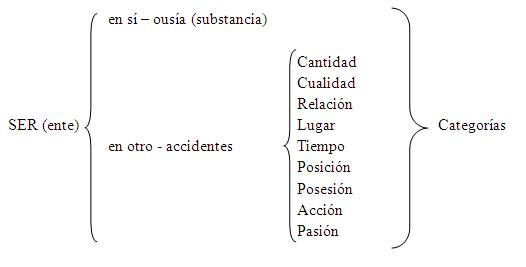 en sí – ousía (substancia)
Cantidad
Cualidad
Relación
SER (ente)
Lugar
Categorías
en otro - accidentes
Tiempo
Posición
Posesión
Acción
Pasión